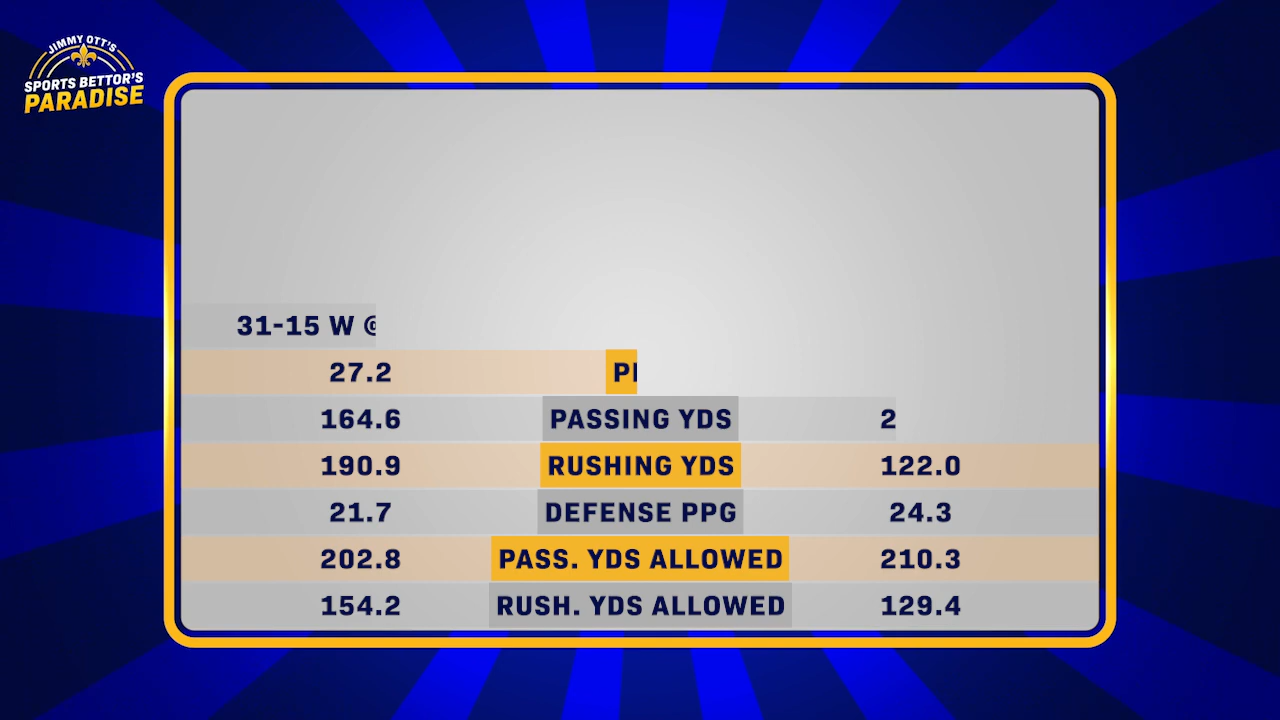 JIMMY OTT'S
SPORTS BETTOR'S
PARADISE
31-15 W
27.2
164.6 PASSING YDS 2
190.9 RUSHING YDS 122.0
21.7 DEFENSE PPG 24.3
202.8 PASS. YDS ALLOWED 210.3
154.2 RUSH. YDS ALLOWED 129.4